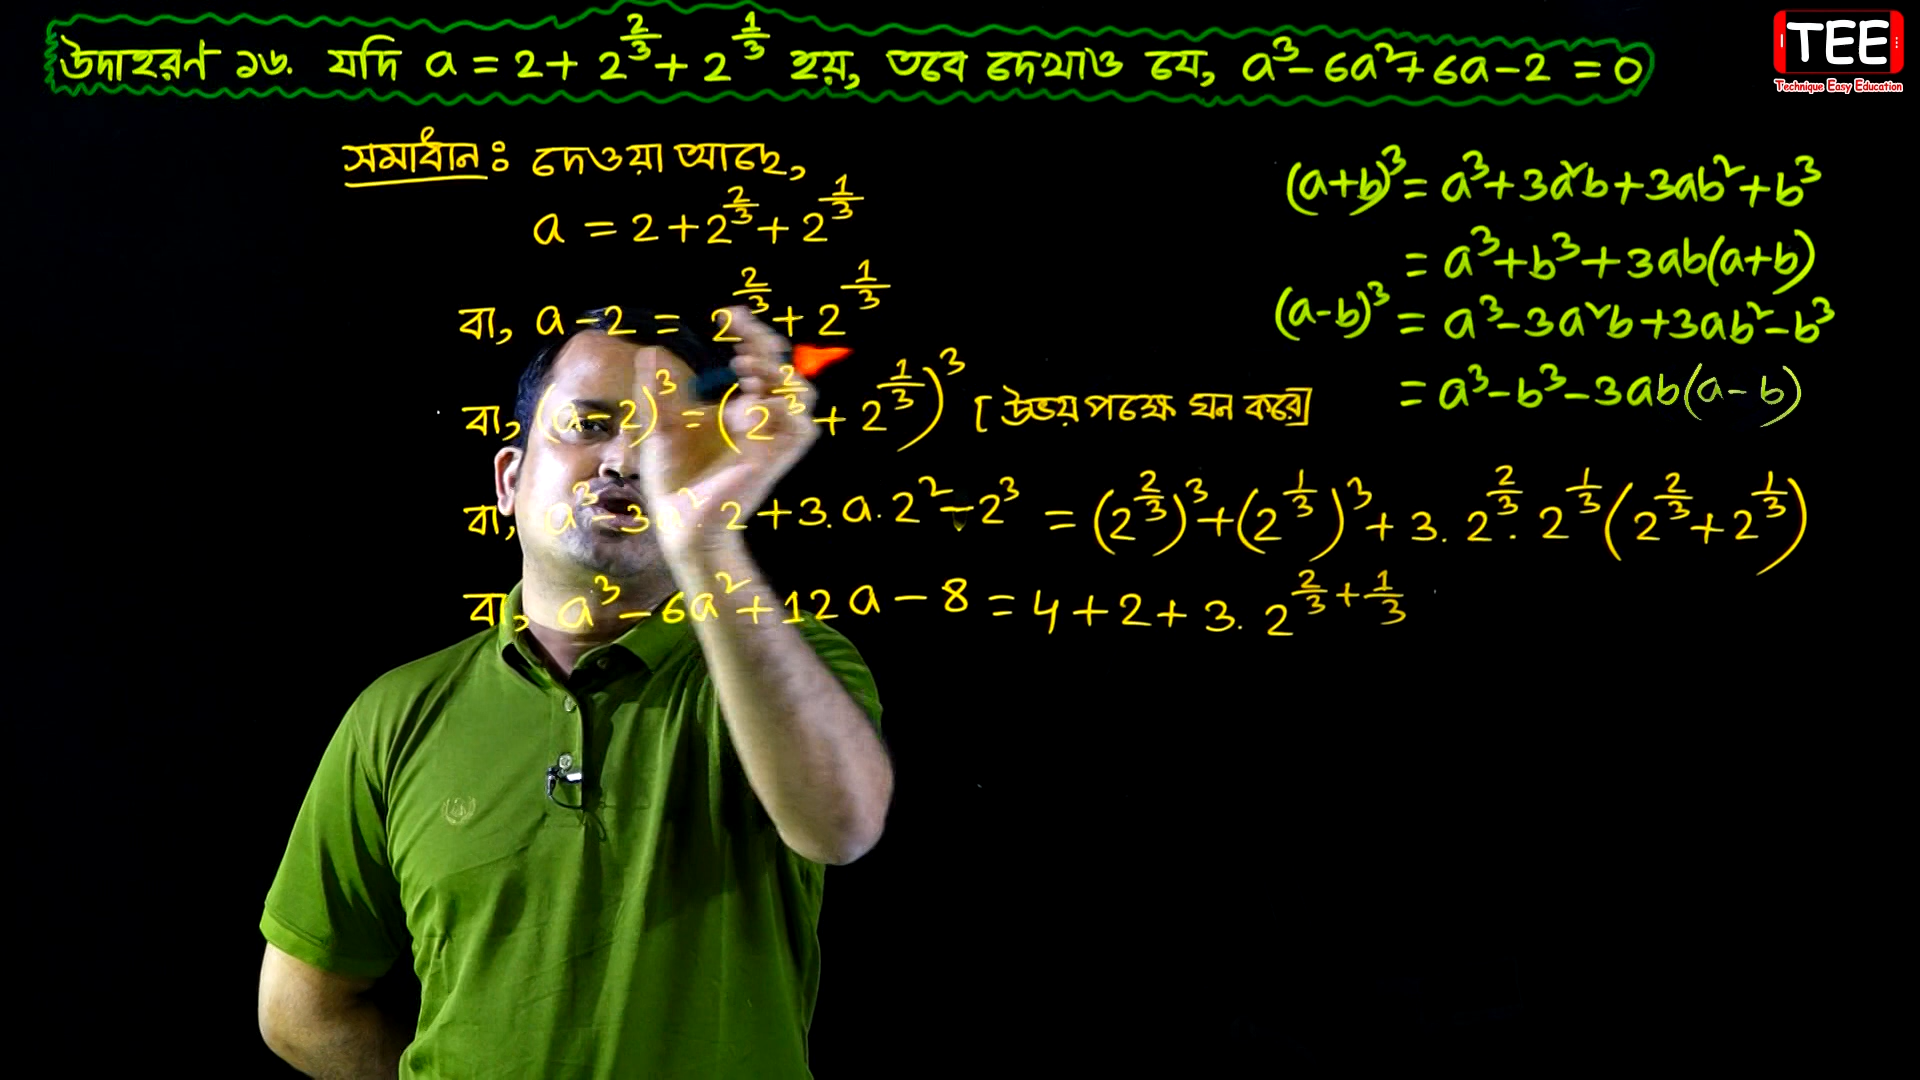 উদাহরণ ১৬. যদি a = 2 + 2^{2/3} + 2^{1/3} হয়, তবে দেখাও যে, a³ - 6a² + 6a - 2 = 0
TEE
Technique Easy Education
সমাধান: দেওয়া আছে,
a = 2 + 2^{2/3} + 2^{1/3}
বা, a - 2 = 2^{2/3} + 2^{1/3}
বা, (a - 2)³ = (2^{2/3} + 2^{1/3})³ [উভয় পক্ষে ঘন করে]
বা, a³ - 3a².2 + 3.a.2² - 2³ = (2^{2/3})³ + (2^{1/3})³ + 3.2^{2/3}.2^{1/3}(2^{2/3} + 2^{1/3})
বা, a³ - 6a² + 12a - 8 = 4 + 2 + 3.2^{2/3 + 1/3}
(a+b)³ = a³ + 3a²b + 3ab² + b³
= a³ + b³ + 3ab(a+b)
(a-b)³ = a³ - 3a²b + 3ab² - b³
= a³ - b³ - 3ab(a-b)